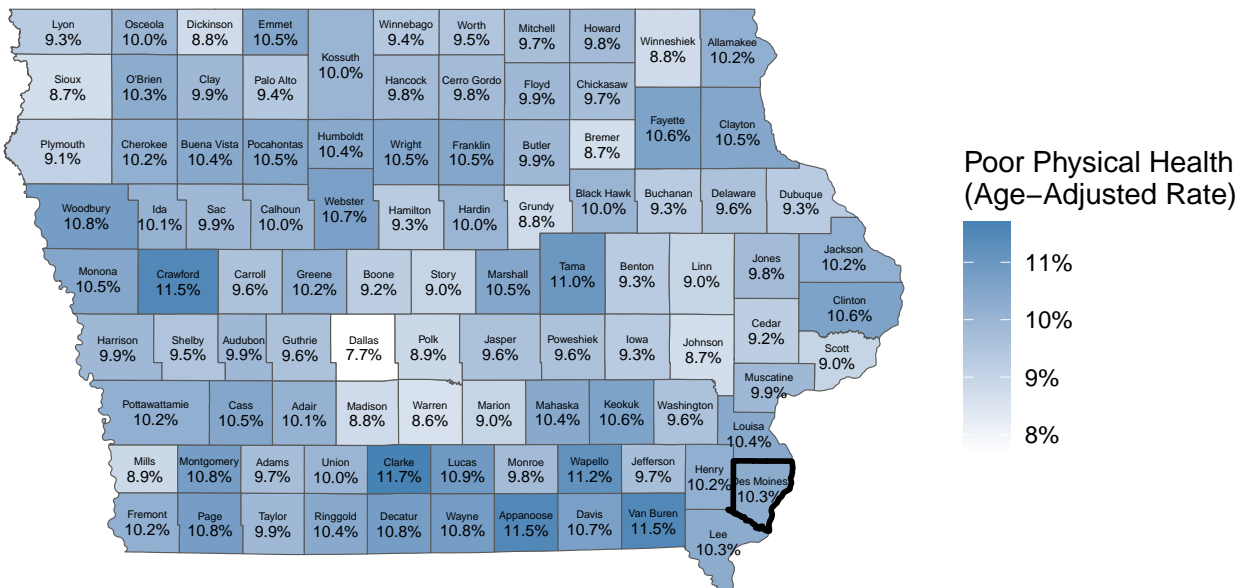 Lyon
9.3%
Osceola
10.0%
Dickinson
8.8%
Emmet
10.5%
Kossuth
10.0%
Winnebago
9.4%
Worth
9.5%
Mitchell
9.7%
Howard
9.8%
Winneshiek
8.8%
Allamakee
10.2%
Sioux
8.7%
O'Brien
10.3%
Clay
9.9%
Palo Alto
9.4%
Hancock
9.8%
Cerro Gordo
9.8%
Floyd
9.9%
Chickasaw
9.7%
Fayette
10.6%
Clayton
10.5%
Plymouth
9.1%
Cherokee
10.2%
Buena Vista
10.4%
Pocahontas
10.5%
Humboldt
10.4%
Wright
10.5%
Franklin
10.5%
Butler
9.9%
Bremer
8.7%
Woodbury
10.8%
Ida
10.1%
Sac
9.9%
Calhoun
10.0%
Webster
10.7%
Hamilton
9.3%
Hardin
10.0%
Grundy
8.8%
Black Hawk
10.0%
Buchanan
9.3%
Delaware
9.6%
Dubuque
9.3%
Monona
10.5%
Crawford
11.5%
Carroll
9.6%
Greene
10.2%
Boone
9.2%
Story
9.0%
Marshall
10.5%
Tama
11.0%
Benton
9.3%
Linn
9.0%
Jones
9.8%
Jackson
10.2%
Clinton
10.6%
Harrison
9.9%
Shelby
9.5%
Audubon
9.9%
Guthrie
9.6%
Dallas
7.7%
Polk
8.9%
Jasper
9.6%
Poweshiek
9.6%
Iowa
9.3%
Johnson
8.7%
Cedar
9.2%
Scott
9.0%
Muscatine
9.9%
Pottawattamie
10.2%
Cass
10.5%
Adair
10.1%
Madison
8.8%
Warren
8.6%
Marion
9.0%
Mahaska
10.4%
Keokuk
10.6%
Washington
9.6%
Louisa
10.4%
Mills
8.9%
Montgomery
10.8%
Adams
9.7%
Union
10.0%
Clarke
11.7%
Lucas
10.9%
Monroe
9.8%
Wapello
11.2%
Jefferson
9.7%
Henry
10.2%
Des Moines
10.3%
Fremont
10.2%
Page
10.8%
Taylor
9.9%
Ringgold
10.4%
Decatur
10.8%
Wayne
10.8%
Appanoose
11.5%
Davis
10.7%
Van Buren
11.5%
Lee
10.3%
Poor Physical Health
(Age−Adjusted Rate)
11%
10%
9%
8%